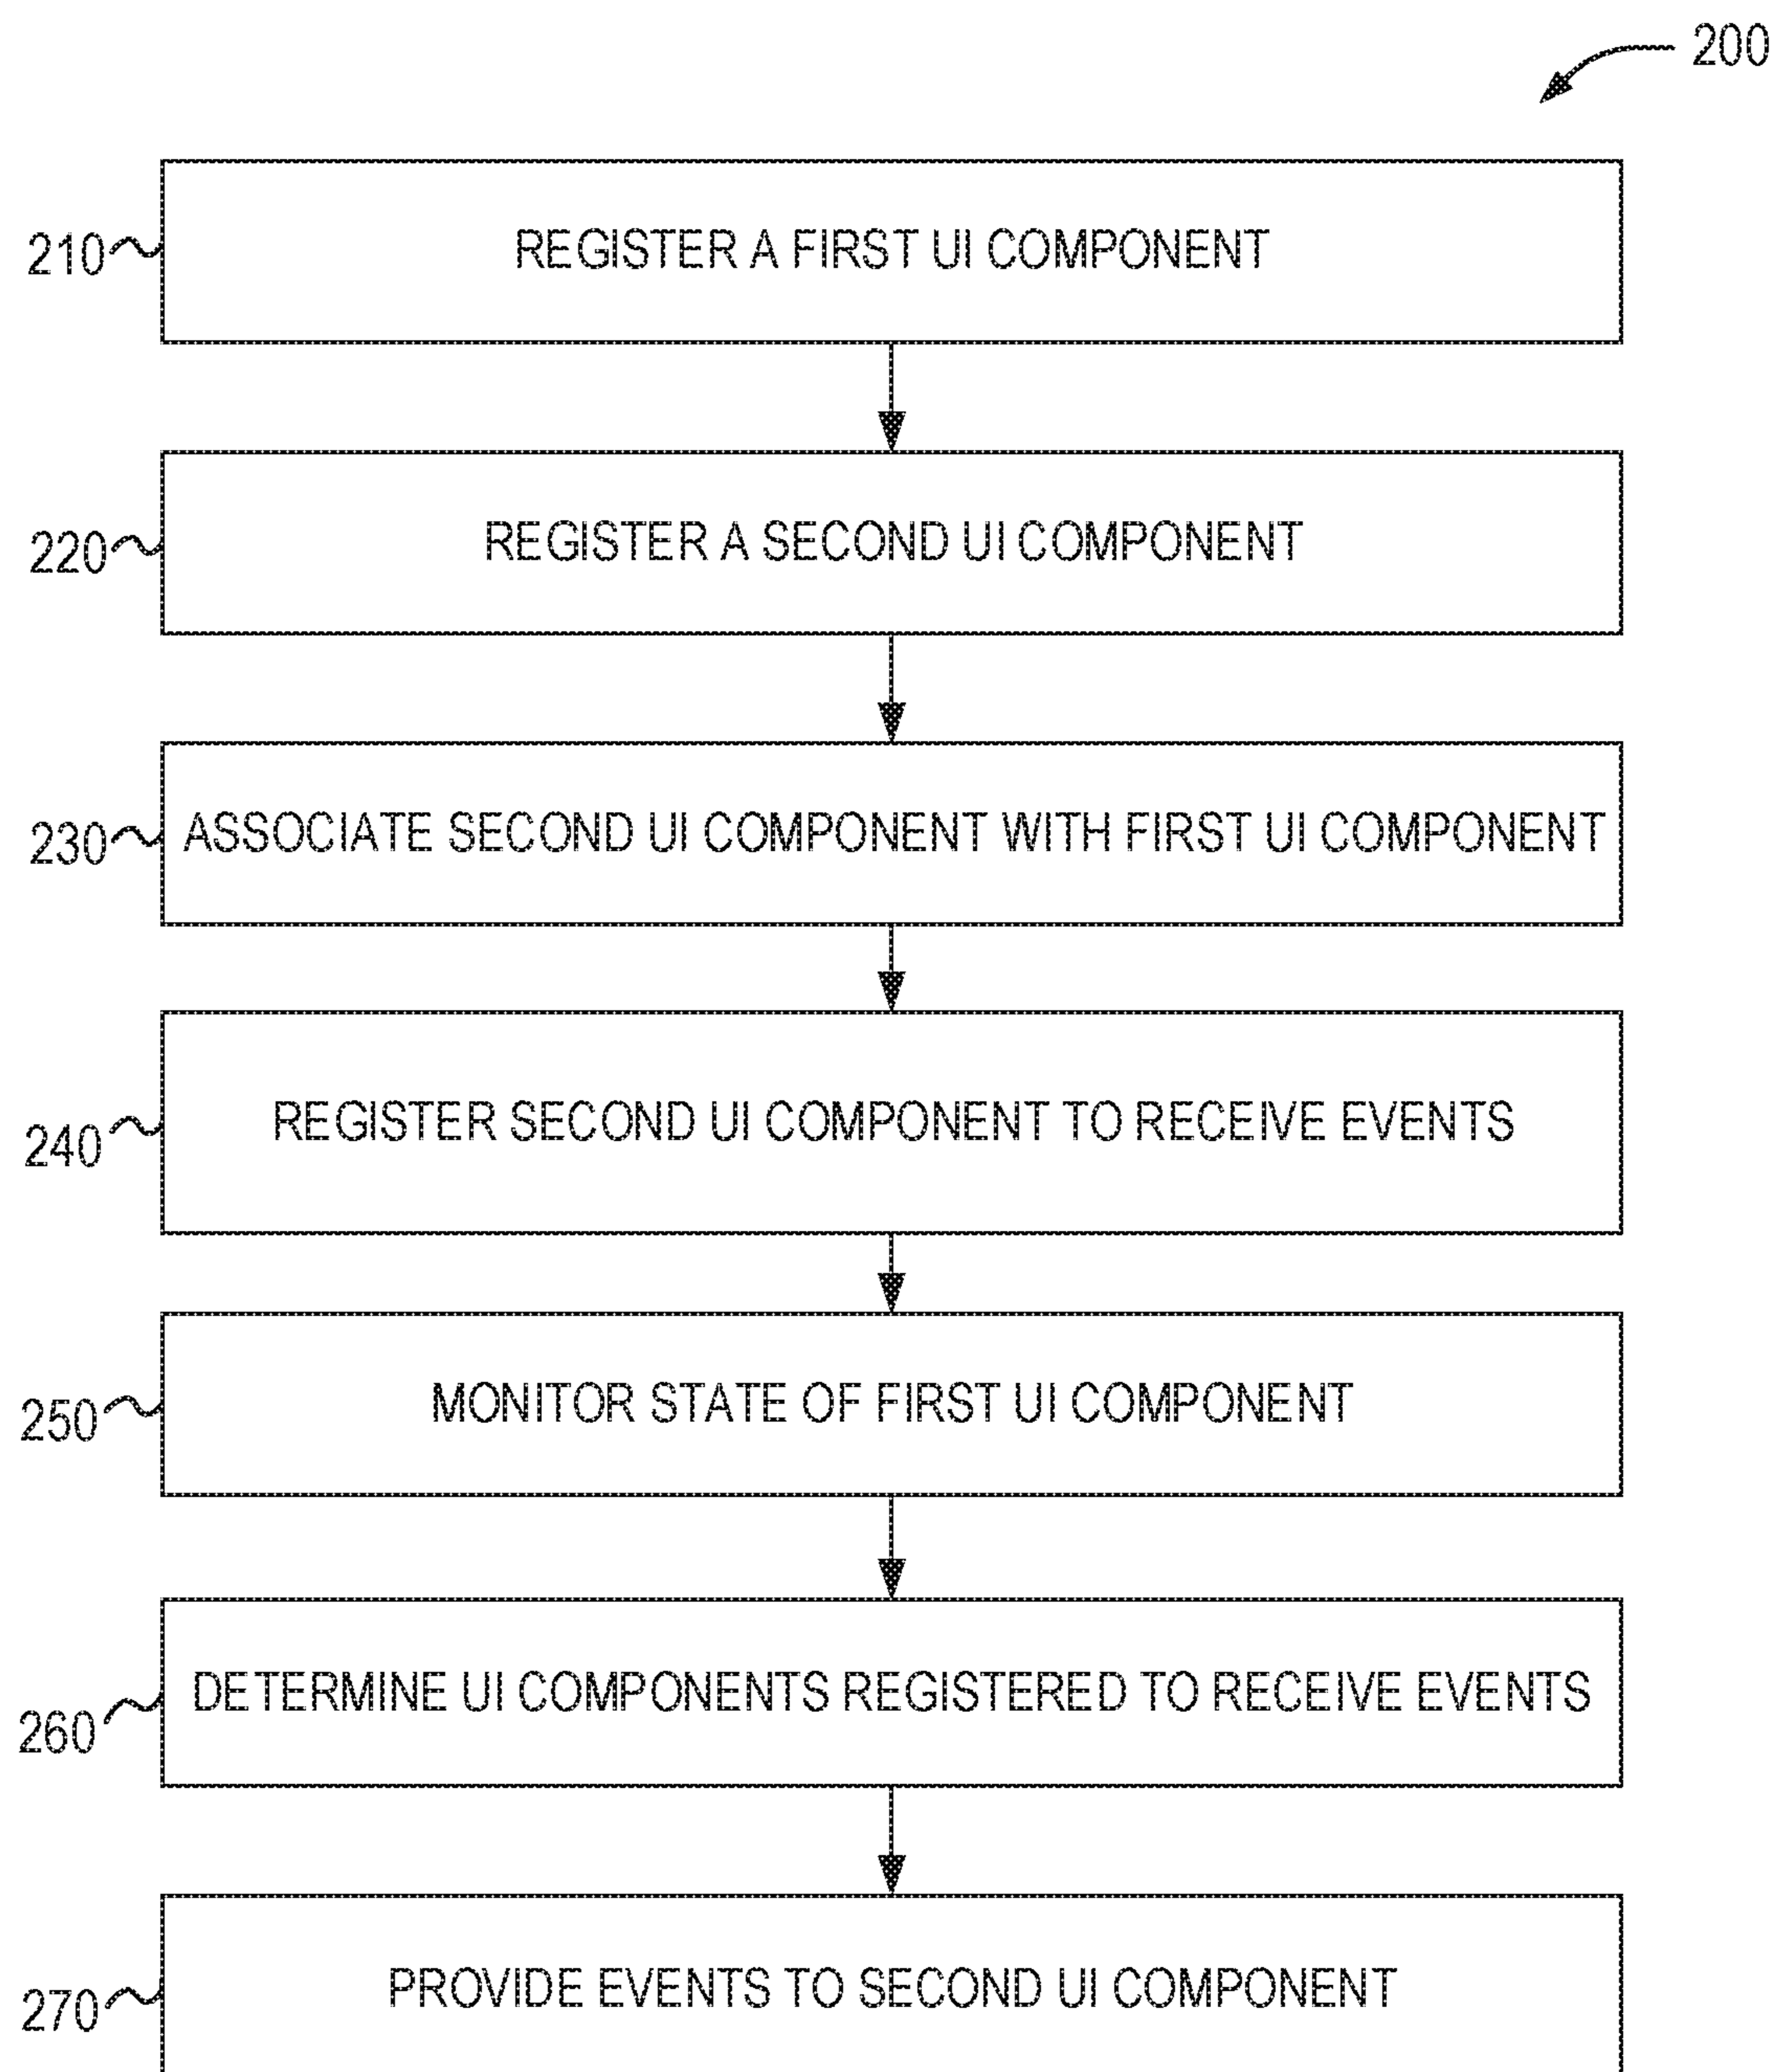 200
210 REGISTER A FIRST UI COMPONENT
220 REGISTER A SECOND UI COMPONENT
230 ASSOCIATE SECOND UI COMPONENT WITH FIRST UI COMPONENT
240 REGISTER SECOND UI COMPONENT TO RECEIVE EVENTS
250 MONITOR STATE OF FIRST UI COMPONENT
260 DETERMINE UI COMPONENTS REGISTERED TO RECEIVE EVENTS
270 PROVIDE EVENTS TO SECOND UI COMPONENT